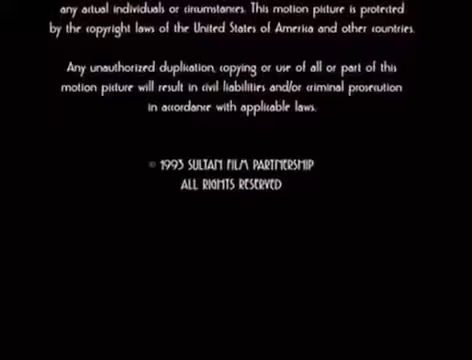 any actual individuals or circumstances. This motion picture is protected
by the copyright laws of the United States of America and other countries.
Any unauthorized duplication, copying or use of all or part of this
motion picture will result in civil liabilities and/or criminal prosecution
in accordance with applicable laws.
© 1993 SULTAN FILM PARTNERSHIP
ALL RIGHTS RESERVED